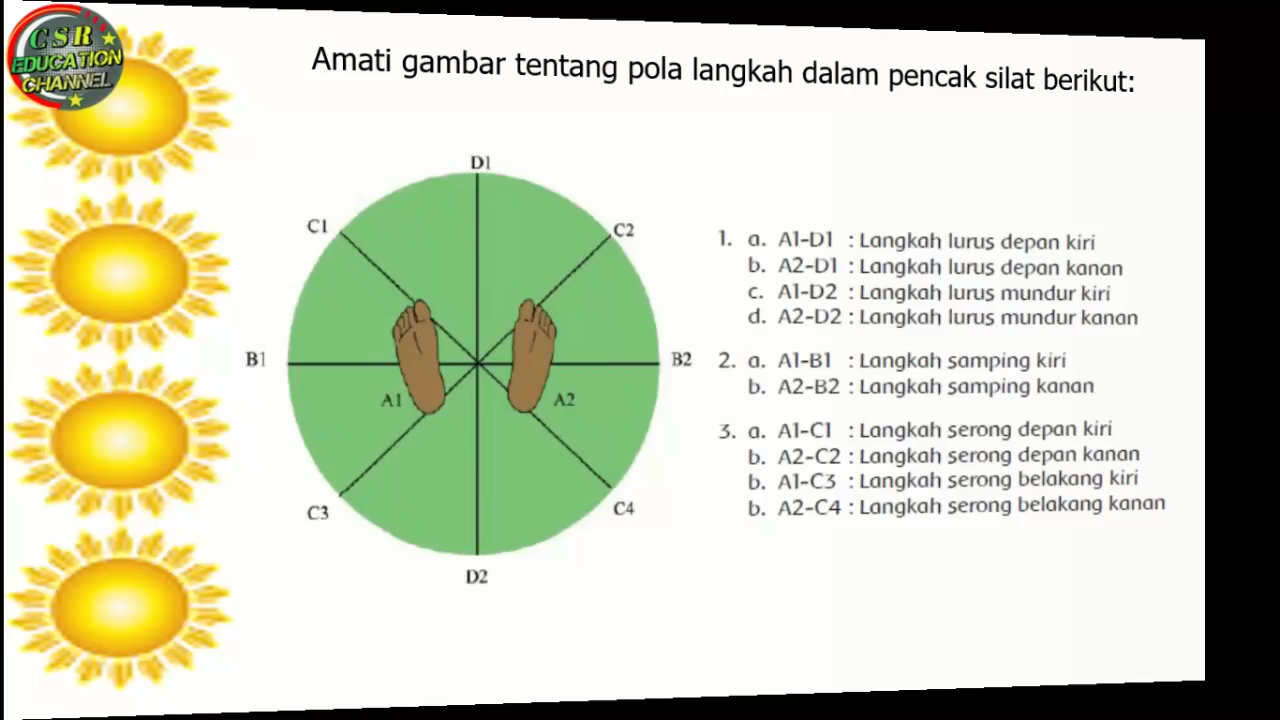 CSR
EDUCATION
CHANNEL
Amati gambar tentang pola langkah dalam pencak silat berikut:
D1
C1
C2
B1
B2
A1
A2
C3
C4
D2
1. a. A1-D1 : Langkah lurus depan kiri
b. A2-D1 : Langkah lurus depan kanan
c. A1-D2 : Langkah lurus mundur kiri
d. A2-D2 : Langkah lurus mundur kanan
2. a. A1-B1 : Langkah samping kiri
b. A2-B2 : Langkah samping kanan
3. a. A1-C1 : Langkah serong depan kiri
b. A2-C2 : Langkah serong depan kanan
b. A1-C3 : Langkah serong belakang kiri
b. A2-C4 : Langkah serong belakang kanan